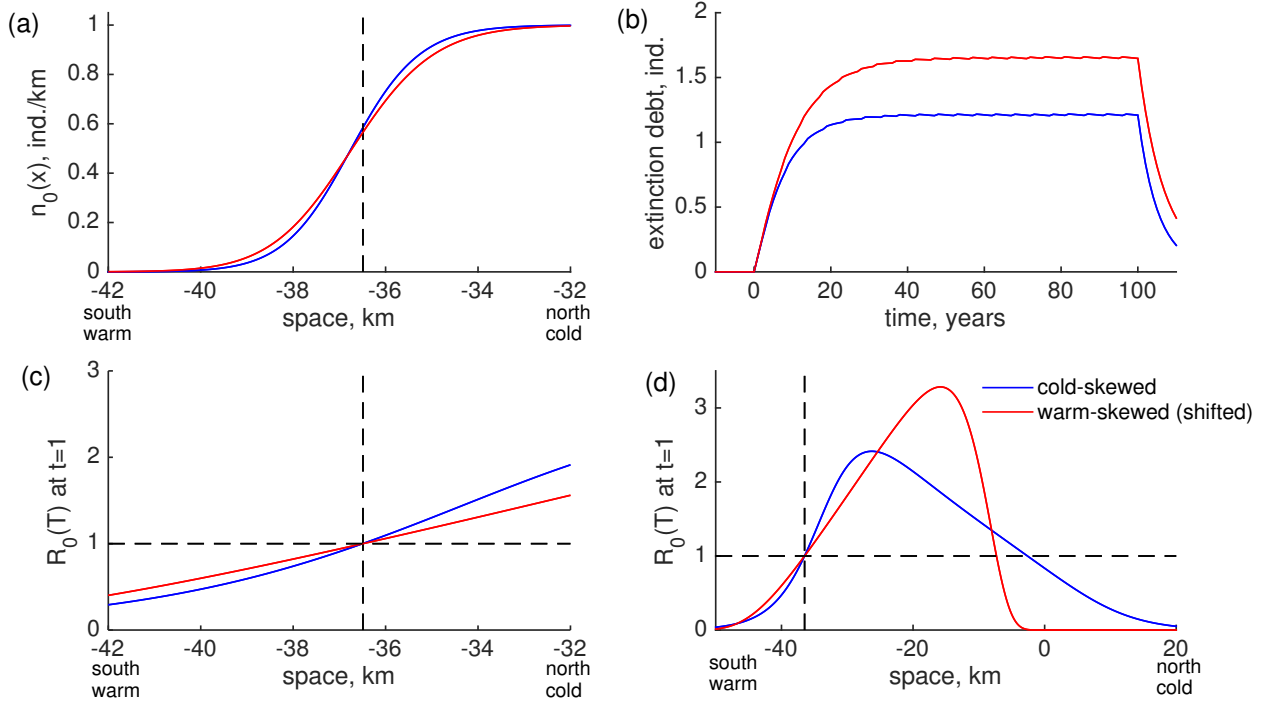 (a)
n0(x), ind./km
1
0.8
0.6
0.4
0.2
0
-42 -40 -38 -36 -34 -32
south
warm
space, km
north
cold
(b)
extinction debt, ind.
2
1.5
1
0.5
0
0 20 40 60 80 100
time, years
(c)
R0(T) at t=1
3
2
1
0
-42 -40 -38 -36 -34 -32
south
warm
space, km
north
cold
(d)
R0(T) at t=1
3
2
1
0
cold-skewed
warm-skewed (shifted)
-40 -20 0 20
south
warm
space, km
north
cold